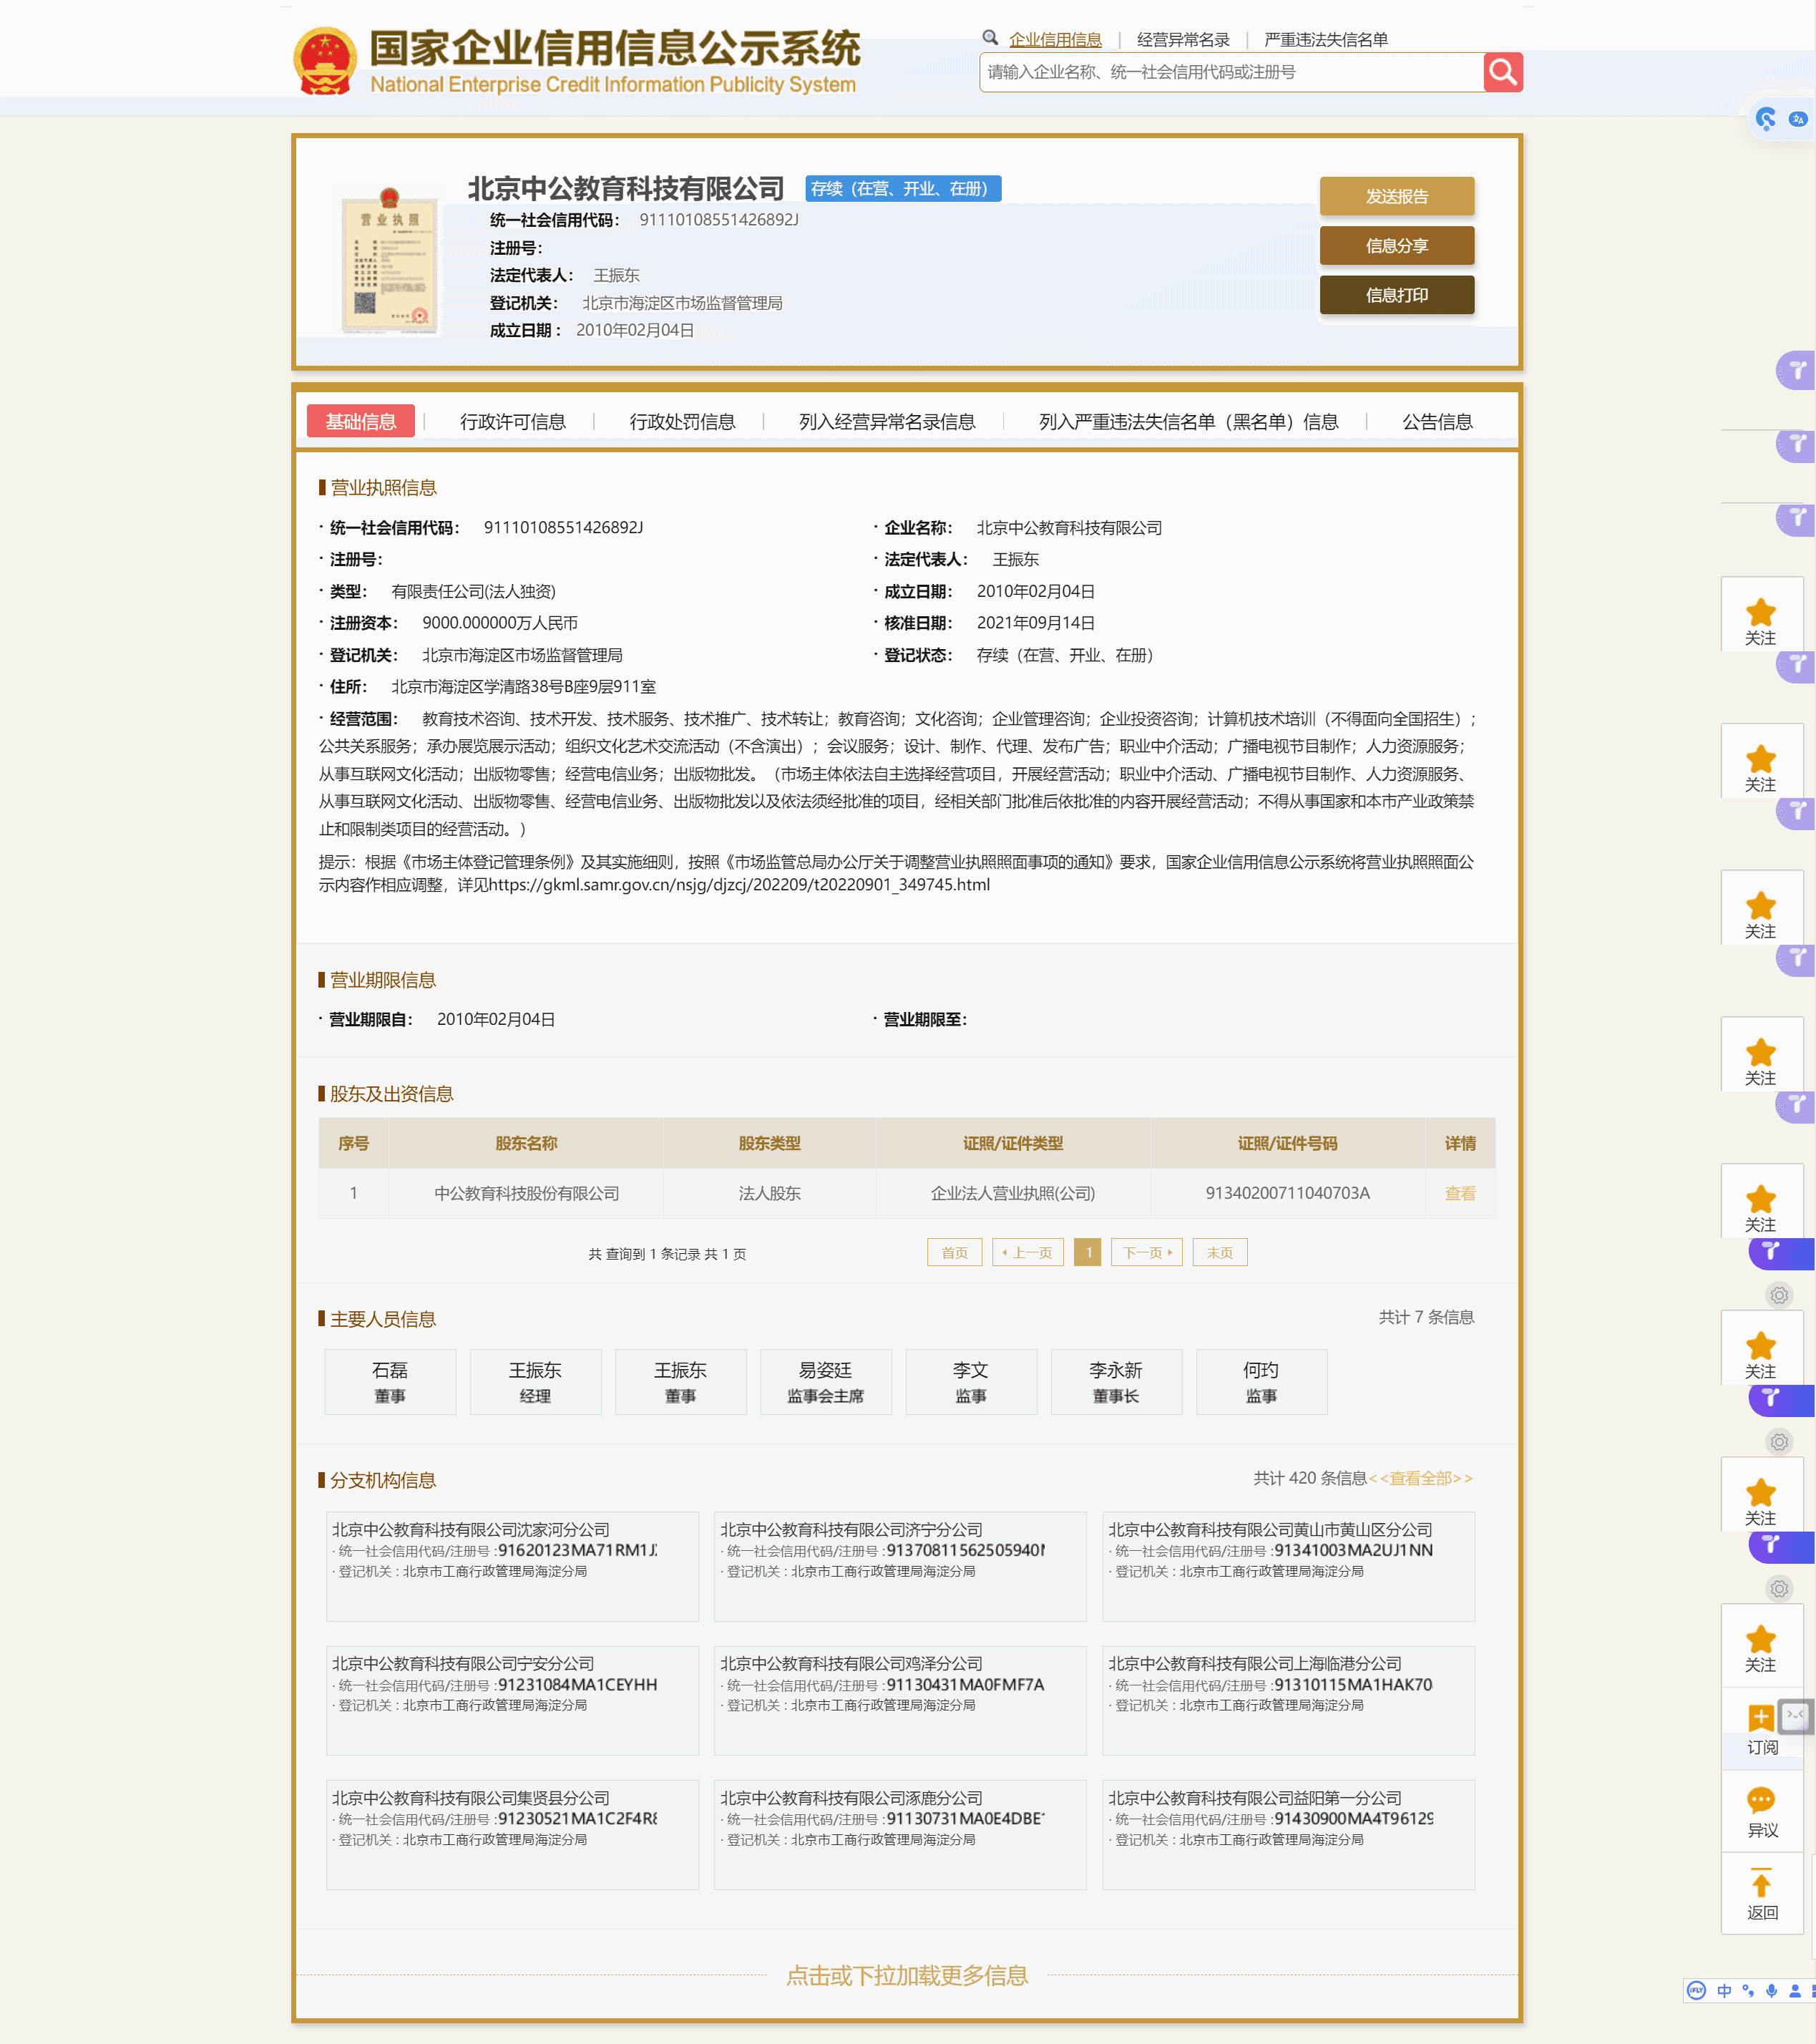 国家企业信用信息公示系统
National Enterprise Credit Information Publicity System
企业信用信息 | 经营异常名录 | 严重违法失信名单
请输入企业名称、统一社会信用代码或注册号
营业执照
北京中公教育科技有限公司 存续（在营、开业、在册）
统一社会信用代码： 91110108551426892J
注册号：
法定代表人： 王振东
登记机关： 北京市海淀区市场监督管理局
成立日期： 2010年02月04日
发送报告
信息分享
信息打印
基础信息 | 行政许可信息 | 行政处罚信息 | 列入经营异常名录信息 | 列入严重违法失信名单（黑名单）信息 | 公告信息
营业执照信息
· 统一社会信用代码： 91110108551426892J · 企业名称： 北京中公教育科技有限公司
· 注册号： · 法定代表人： 王振东
· 类型： 有限责任公司(法人独资) · 成立日期： 2010年02月04日
· 注册资本： 9000.000000万人民币 · 核准日期： 2021年09月14日
· 登记机关： 北京市海淀区市场监督管理局 · 登记状态： 存续（在营、开业、在册）
· 住所： 北京市海淀区学清路38号B座9层911室
· 经营范围： 教育技术咨询、技术开发、技术服务、技术推广、技术转让；教育咨询；文化咨询；企业管理咨询；企业投资咨询；计算机技术培训（不得面向全国招生）；
公共关系服务；承办展览展示活动；组织文化艺术交流活动（不含演出）；会议服务；设计、制作、代理、发布广告；职业中介活动；广播电视节目制作；人力资源服务；
从事互联网文化活动；出版物零售；经营电信业务；出版物批发。（市场主体依法自主选择经营项目，开展经营活动；职业中介活动、广播电视节目制作、人力资源服务、
从事互联网文化活动、出版物零售、经营电信业务、出版物批发以及依法须经批准的项目，经相关部门批准后依批准的内容开展经营活动；不得从事国家和本市产业政策禁
止和限制类项目的经营活动。）
提示：根据《市场主体登记管理条例》及其实施细则，按照《市场监管总局办公厅关于调整营业执照照面事项的通知》要求，国家企业信用信息公示系统将营业执照照面公
示内容作相应调整，详见https://gkml.samr.gov.cn/nsjg/djzcj/202209/t20220901_349745.html
营业期限信息
· 营业期限自： 2010年02月04日 · 营业期限至：
股东及出资信息
序号 股东名称 股东类型 证照/证件类型 证照/证件号码 详情
1 中公教育科技股份有限公司 法人股东 企业法人营业执照(公司) 91340200711040703A 查看
共 查询到 1 条记录 共 1 页 首页 上一页 1 下一页 末页
主要人员信息 共计 7 条信息
石磊 王振东 王振东 易姿廷 李文 李永新 何玓
董事 经理 董事 监事会主席 监事 董事长 监事
分支机构信息 共计 420 条信息<<查看全部>>
北京中公教育科技有限公司沈家河分公司 北京中公教育科技有限公司济宁分公司 北京中公教育科技有限公司黄山市黄山区分公司
· 统一社会信用代码/注册号 :91620123MA71RM1J · 统一社会信用代码/注册号 :91370811562505940 · 统一社会信用代码/注册号 :91341003MA2UJ1NN
· 登记机关 : 北京市工商行政管理局海淀分局 · 登记机关 : 北京市工商行政管理局海淀分局 · 登记机关 : 北京市工商行政管理局海淀分局
北京中公教育科技有限公司宁安分公司 北京中公教育科技有限公司鸡泽分公司 北京中公教育科技有限公司上海临港分公司
· 统一社会信用代码/注册号 :91231084MA1CEYHH · 统一社会信用代码/注册号 :91130431MA0FMF7A · 统一社会信用代码/注册号 :91310115MA1HAK70
· 登记机关 : 北京市工商行政管理局海淀分局 · 登记机关 : 北京市工商行政管理局海淀分局 · 登记机关 : 北京市工商行政管理局海淀分局
北京中公教育科技有限公司集贤县分公司 北京中公教育科技有限公司涿鹿分公司 北京中公教育科技有限公司益阳第一分公司
· 统一社会信用代码/注册号 :91230521MA1C2F4R · 统一社会信用代码/注册号 :91130731MA0E4DBE · 统一社会信用代码/注册号 :91430900MA4T9612
· 登记机关 : 北京市工商行政管理局海淀分局 · 登记机关 : 北京市工商行政管理局海淀分局 · 登记机关 : 北京市工商行政管理局海淀分局
点击或下拉加载更多信息
关注
关注
关注
关注
关注
关注
关注
关注
订阅
异议
返回
iFLY 中